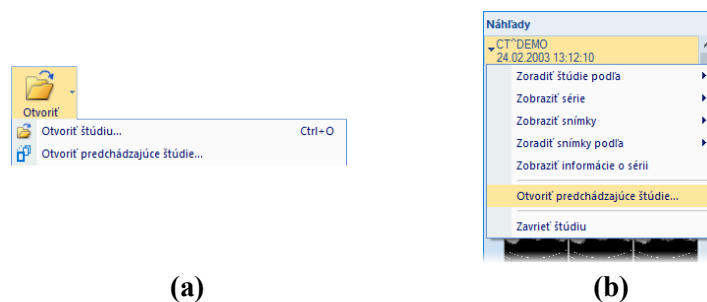 Otvoriť
Otvoriť štúdiu... Ctrl+O
Otvoriť predchádzajúce štúdie...
(a)
Náhľady
CT^DEMO
24.02.2003 13:12:10
Zoradiť štúdie podľa
Zobraziť série
Zobraziť snímky
Zoradiť snímky podľa
Zobraziť informácie o sérii
Otvoriť predchádzajúce štúdie...
Zavrieť štúdiu
(b)